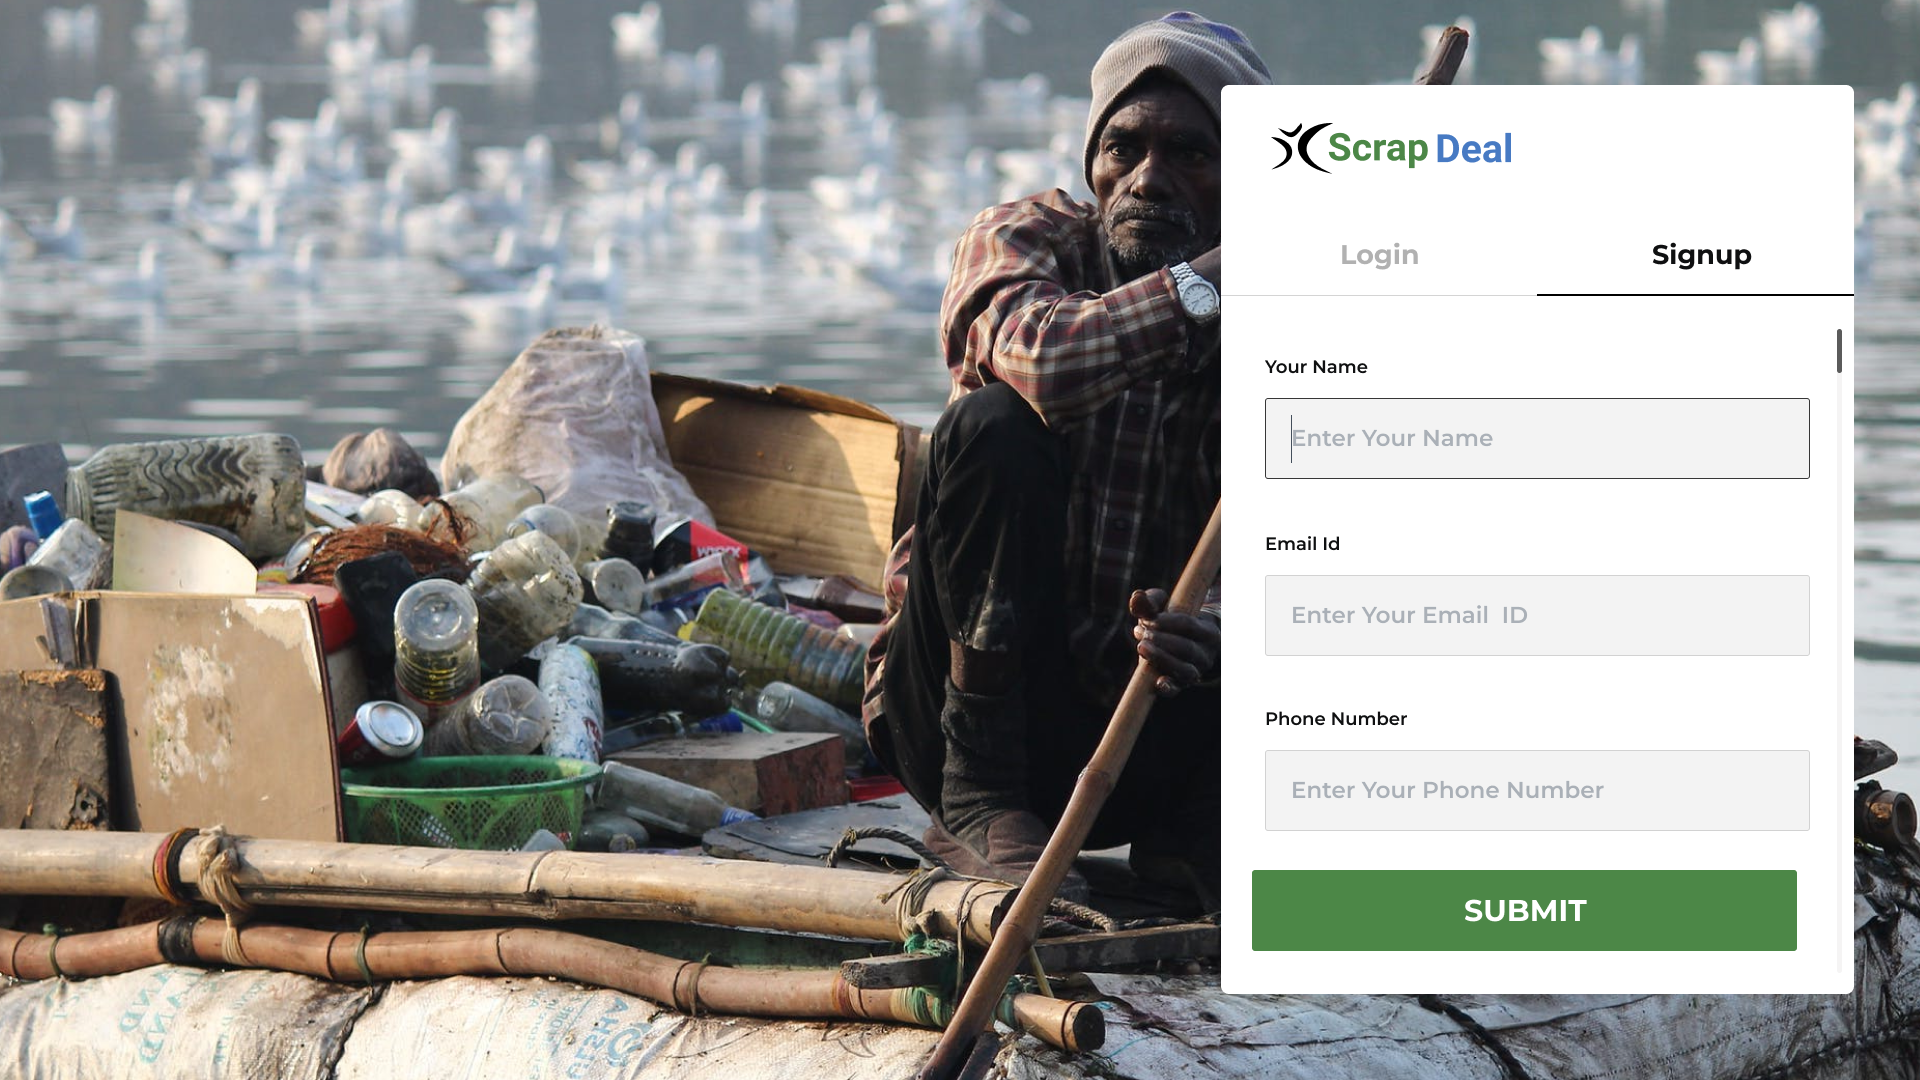 Scrap Deal
Login
Signup
Your Name
Enter Your Name
Email Id
Enter Your Email  ID
Phone Number
Enter Your Phone Number
SUBMIT